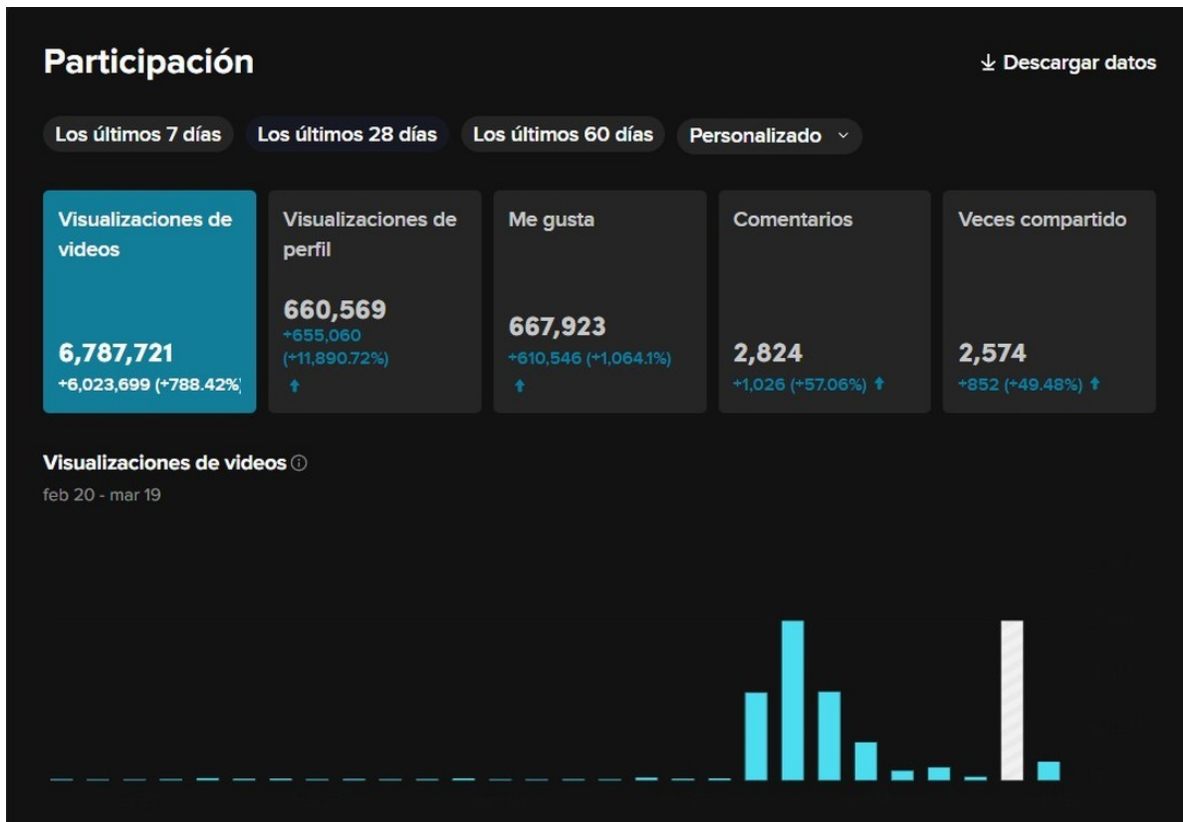 Participación
Descargar datos
Los últimos 7 días
Los últimos 28 días
Los últimos 60 días
Personalizado
Visualizaciones de
videos
6,787,721
+6,023,699 (+788.42%)
Visualizaciones de
perfil
660,569
+655,060
(+11,890.72%)
Me gusta
667,923
+610,546 (+1,064.1%)
Comentarios
2,824
+1,026 (+57.06%)
Veces compartido
2,574
+852 (+49.48%)
Visualizaciones de videos
feb 20 - mar 19